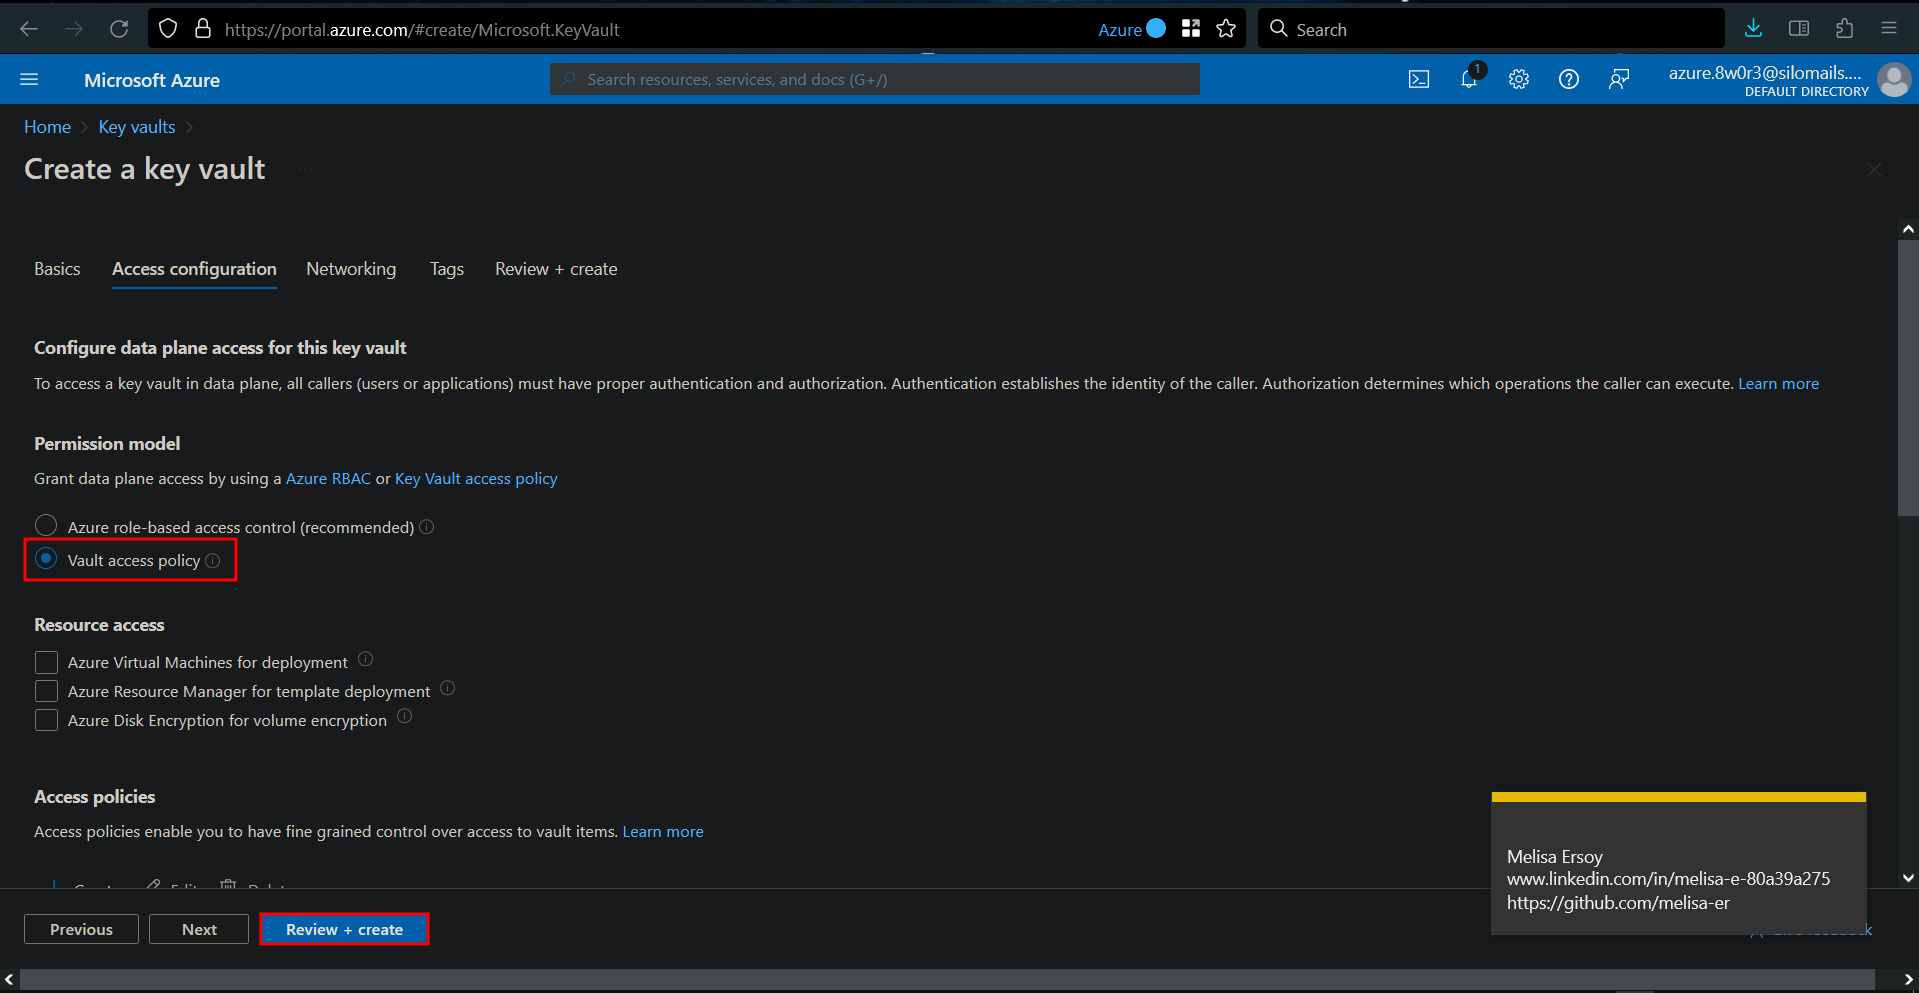 https://portal.azure.com/#create/Microsoft.KeyVault
Azure
Search
Microsoft Azure
Search resources, services, and docs (G+/)
1
azure.8w0r3@silomails....
DEFAULT DIRECTORY
Home > Key vaults >
Create a key vault ...
Basics Access configuration Networking Tags Review + create
Configure data plane access for this key vault
To access a key vault in data plane, all callers (users or applications) must have proper authentication and authorization. Authentication establishes the identity of the caller. Authorization determines which operations the caller can execute. Learn more
Permission model
Grant data plane access by using a Azure RBAC or Key Vault access policy
Azure role-based access control (recommended)
Vault access policy
Resource access
Azure Virtual Machines for deployment
Azure Resource Manager for template deployment
Azure Disk Encryption for volume encryption
Access policies
Access policies enable you to have fine grained control over access to vault items. Learn more
Melisa Ersoy
www.linkedin.com/in/melisa-e-80a39a275
https://github.com/melisa-er
Previous Next Review + create